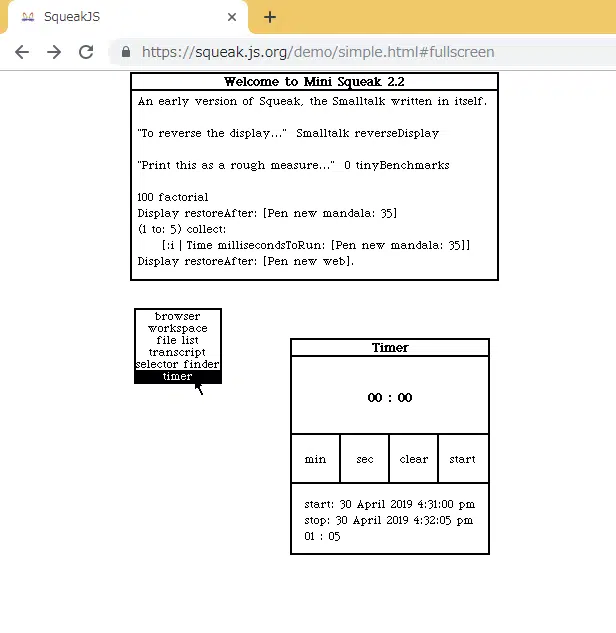 SqueakJS
https://squeak.js.org/demo/simple.html#fullscreen
Welcome to Mini Squeak 2.2
An early version of Squeak, the Smalltalk written in itself.
"To reverse the display..." Smalltalk reverseDisplay
"Print this as a rough measure..." 0 tinyBenchmarks
100 factorial
Display restoreAfter: [Pen new mandala: 35]
(1 to: 5) collect:
[:i | Time millisecondsToRun: [Pen new mandala: 35]]
Display restoreAfter: [Pen new web].
browser
workspace
file list
transcript
selector finder
timer
Timer
00 : 00
min sec clear start
start: 30 April 2019 4:31:00 pm
stop: 30 April 2019 4:32:05 pm
01 : 05